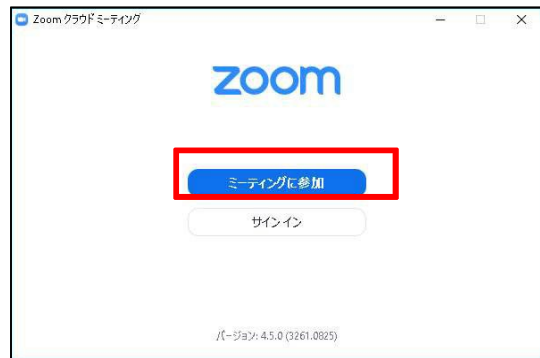 Zoom クラウド ミーティング
zoom
ミーティングに参加
サインイン
バージョン: 4.5.0 (3261.0825)